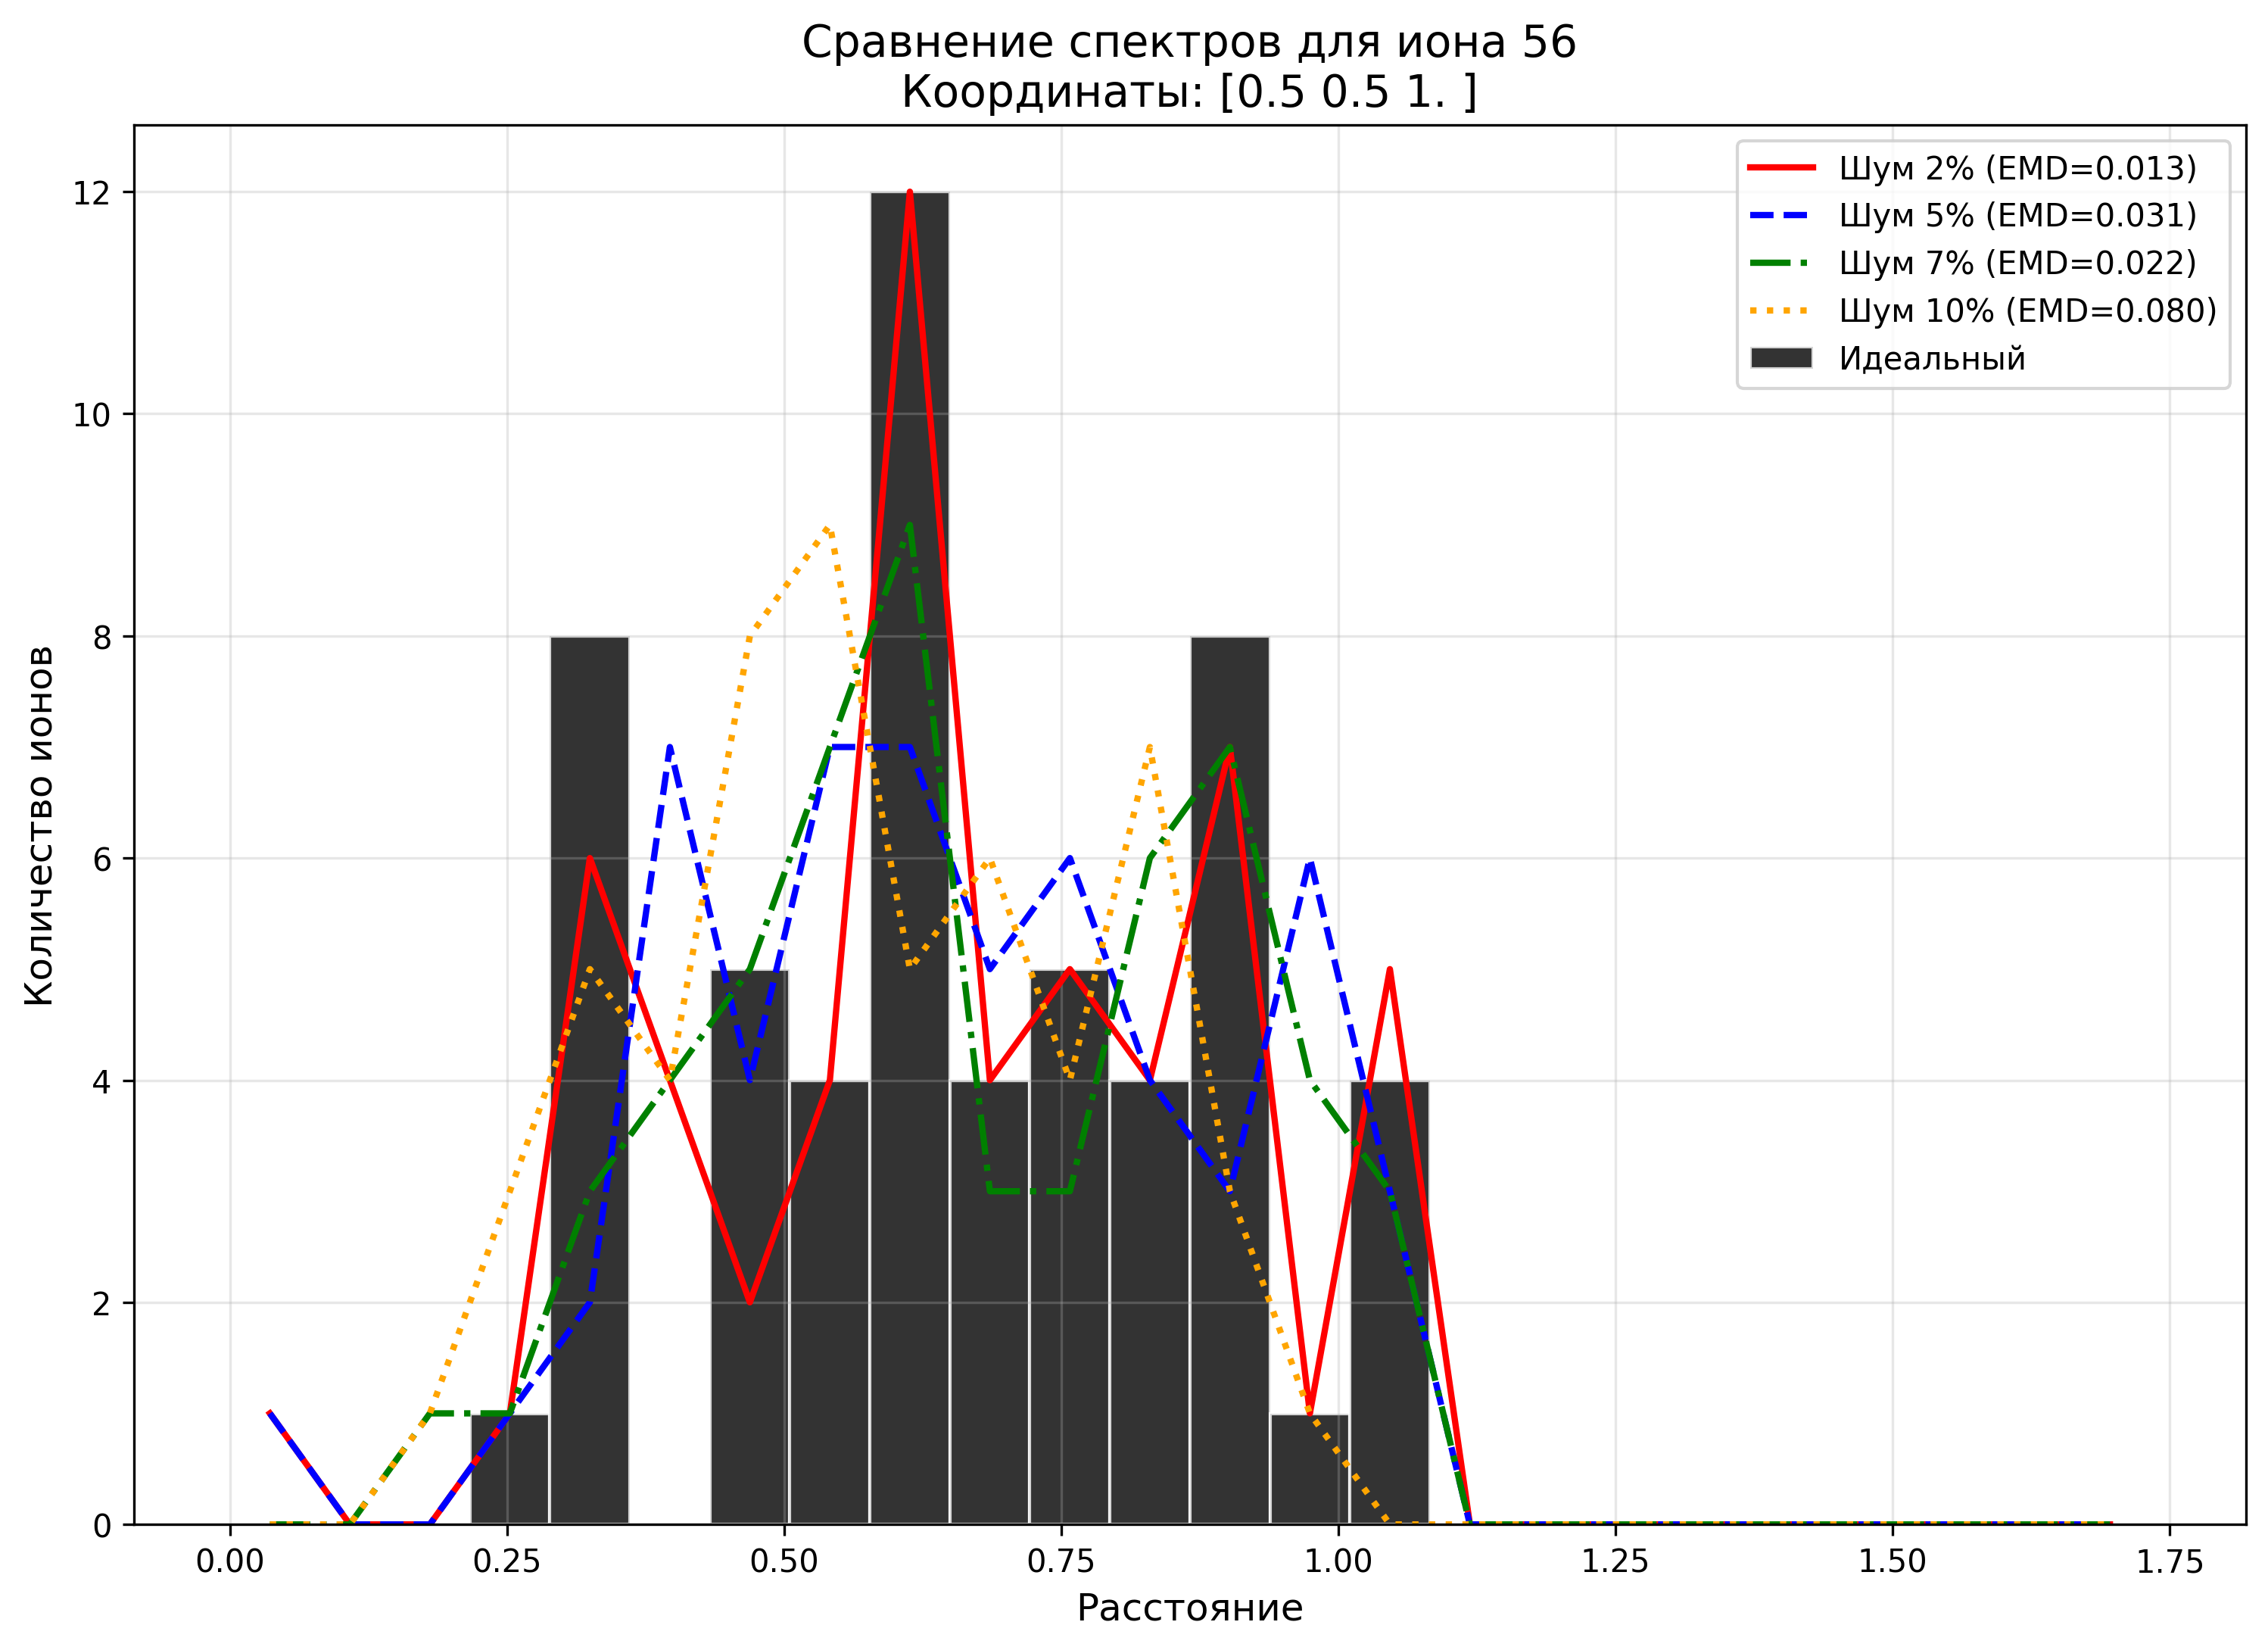 Сравнение спектров для иона 56
Координаты: [0.5 0.5 1. ]
Шум 2% (EMD=0.013)
Шум 5% (EMD=0.031)
Шум 7% (EMD=0.022)
Шум 10% (EMD=0.080)
Идеальный
Количество ионов
12
10
8
6
4
2
0
0.00 0.25 0.50 0.75 1.00 1.25 1.50 1.75
Расстояние